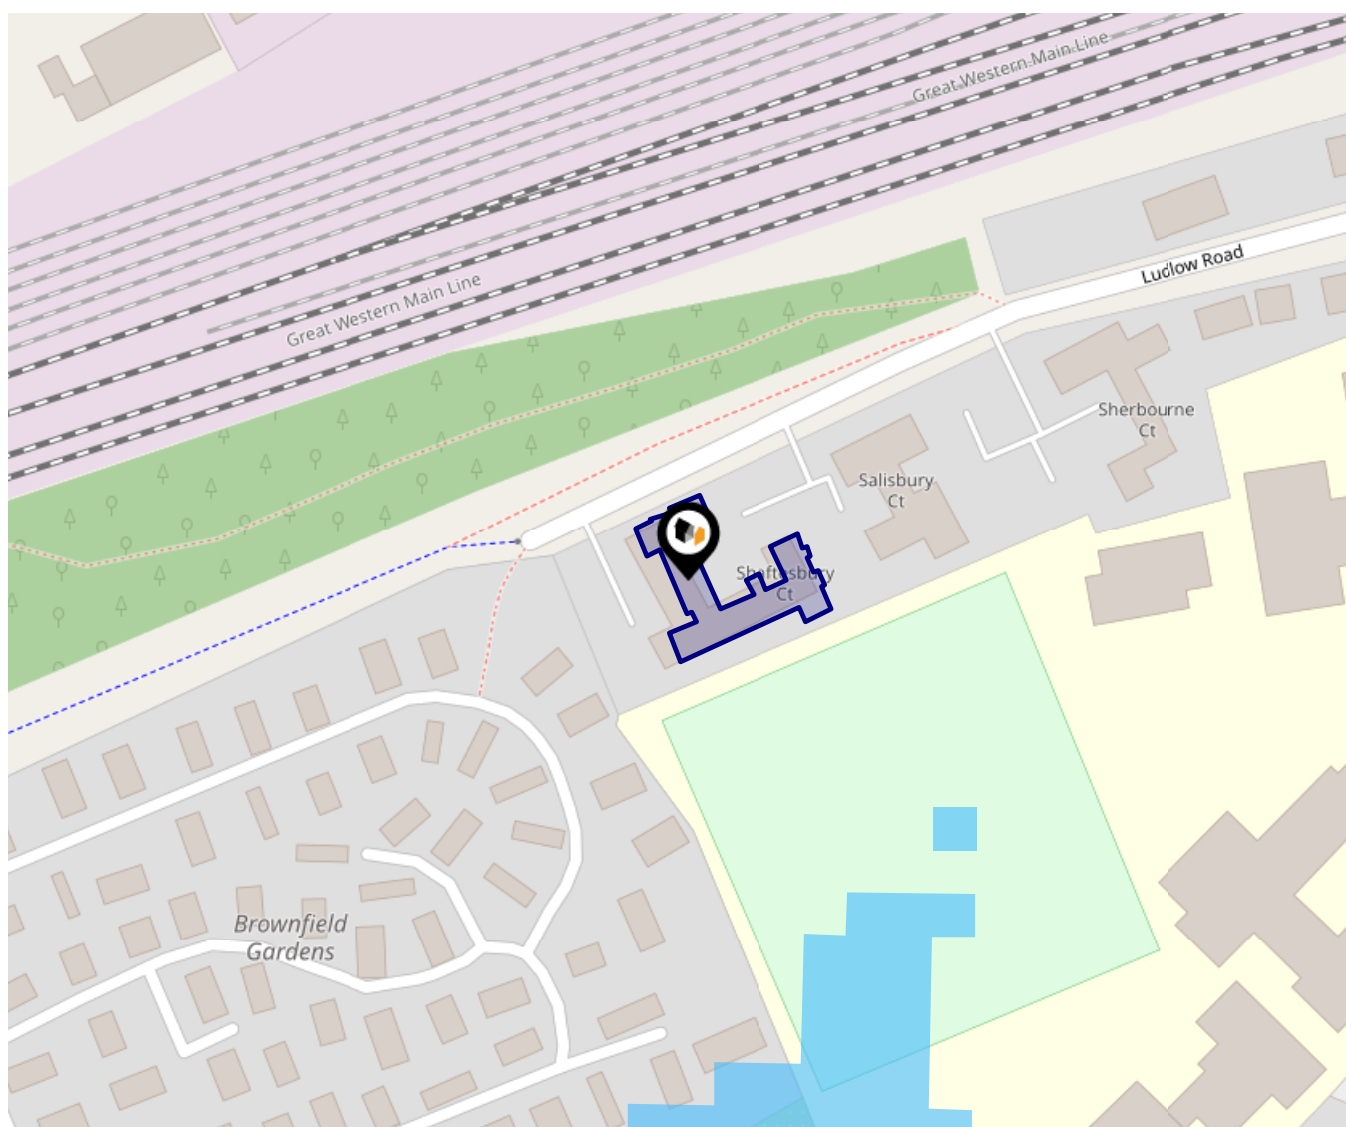 Great Western Main Line
Ludlow Road
Great Western Main Line
Sherbourne
Ct
Salisbury
Ct
Shaftesbury
Ct
Brownfield
Gardens